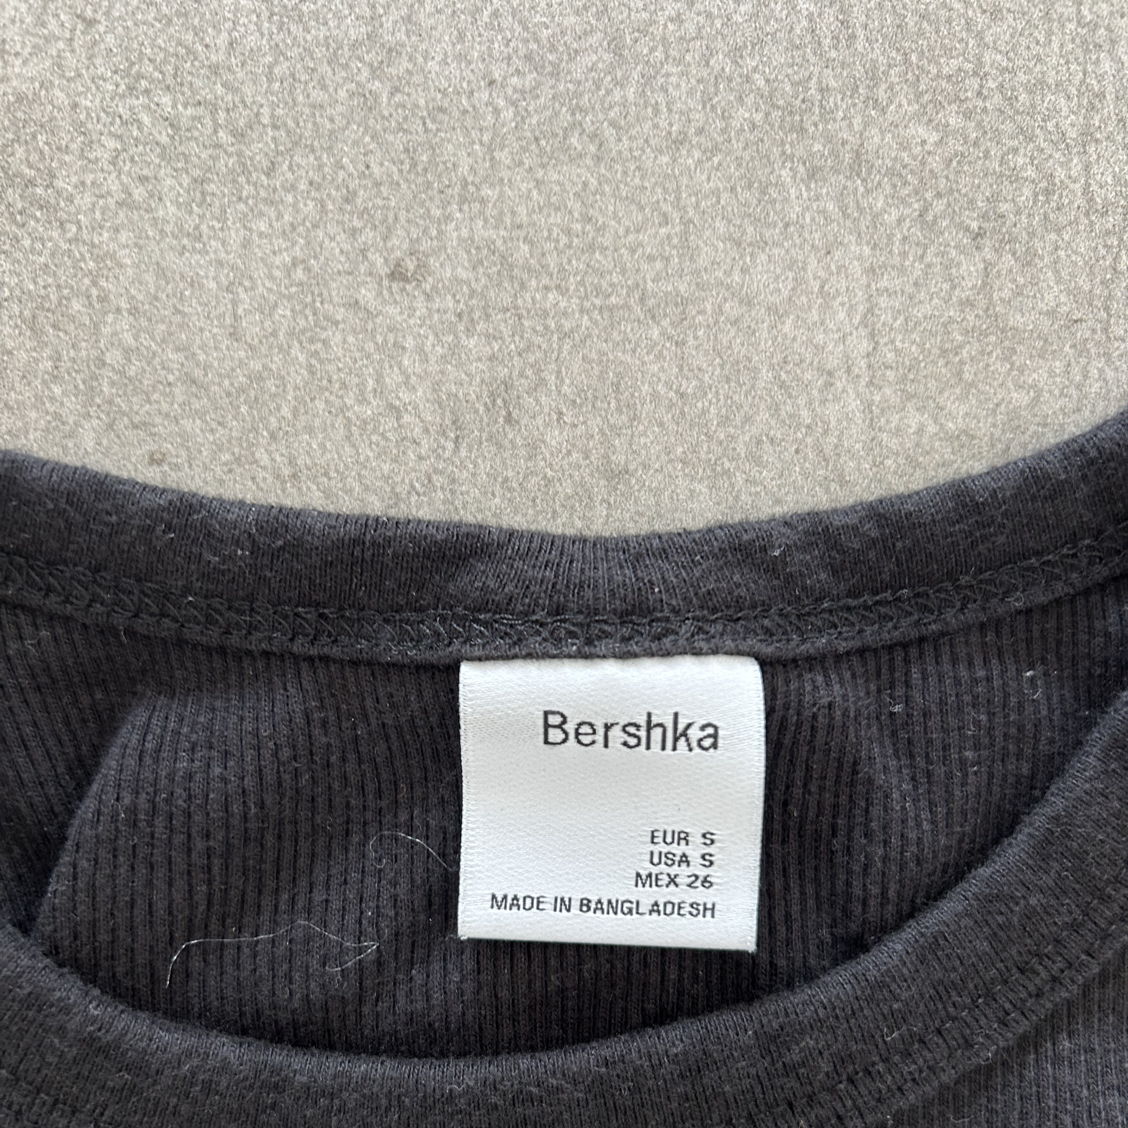 Bershka
EUR S
USA S
MEX 26
MADE IN BANGLADESH